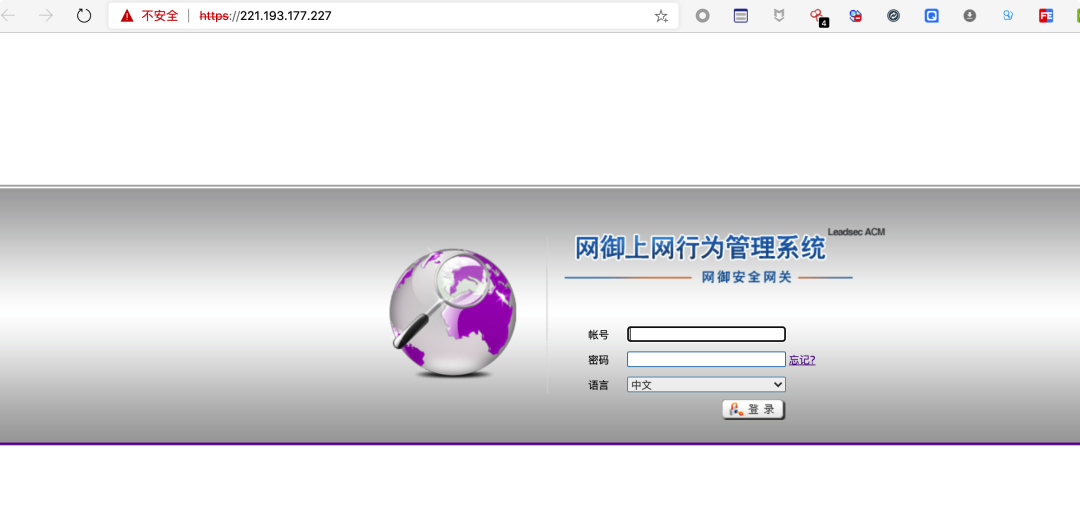 不安全 | https://221.193.177.227
4
网御上网行为管理系统 Leadsec ACM
网御安全网关
帐号
密码 忘记?
语言 中文
登 录